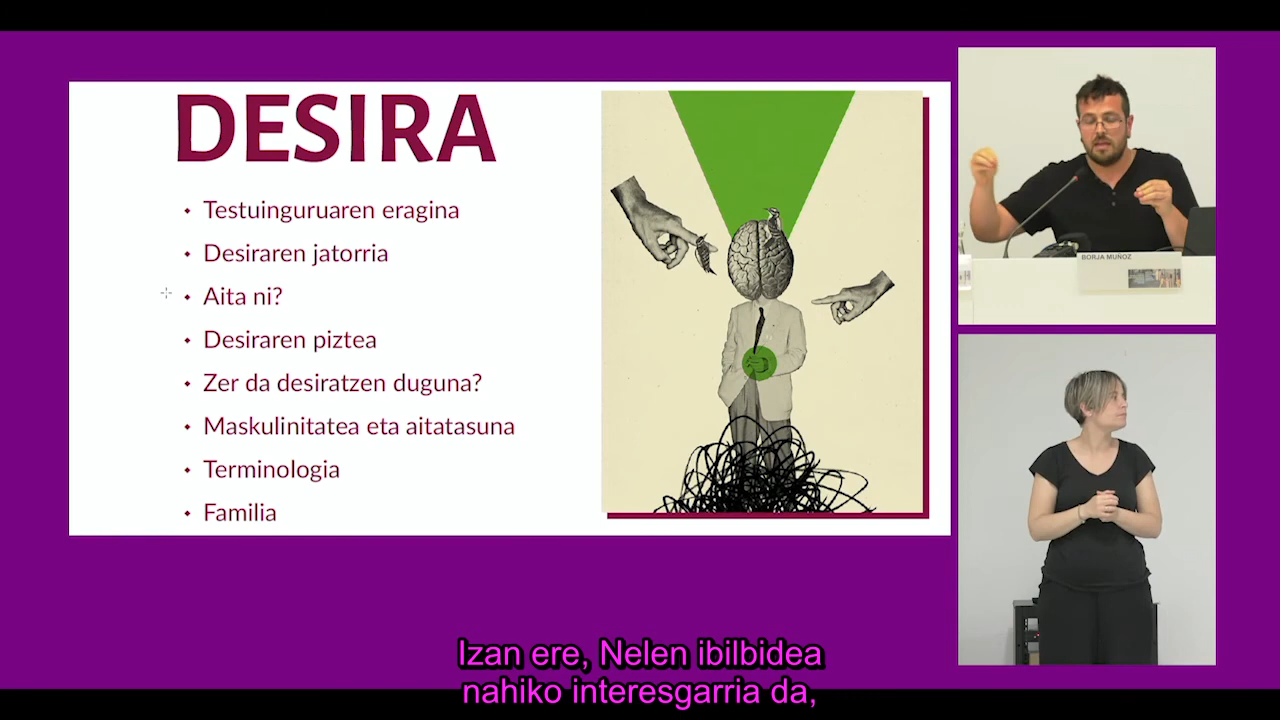 DESIRA
Testuinguruaren eragina
Desiraren jatorria
Aita ni?
Desiraren piztea
Zer da desiratzen duguna?
Maskulinitatea eta aitatasuna
Terminologia
Familia
BORJA MUÑOZ
Izan ere, Nelen ibilbidea
nahiko interesgarria da,